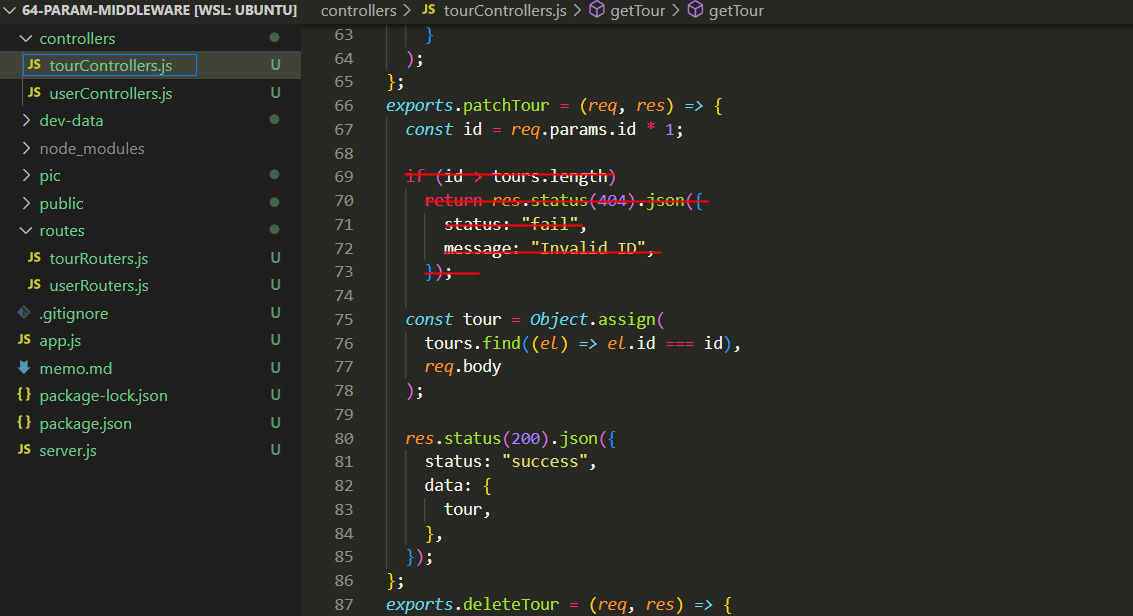 64-PARAM-MIDDLEWARE [WSL: UBUNTU]
controllers
JS tourControllers.js U
JS userControllers.js U
dev-data
node_modules
pic
public
routes
JS tourRouters.js U
JS userRouters.js U
.gitignore U
JS app.js U
memo.md U
{} package-lock.json U
{} package.json U
JS server.js U
controllers > JS tourControllers.js > getTour > getTour
63 }
64 );
65 };
66 exports.patchTour = (req, res) => {
67 const id = req.params.id * 1;
68
69 if (id > tours.length)
70 return res.status(404).json({
71 status: "fail",
72 message: "Invalid ID",
73 });
74
75 const tour = Object.assign(
76 tours.find((el) => el.id === id),
77 req.body
78 );
79
80 res.status(200).json({
81 status: "success",
82 data: {
83 tour,
84 },
85 });
86 };
87 exports.deleteTour = (req, res) => {